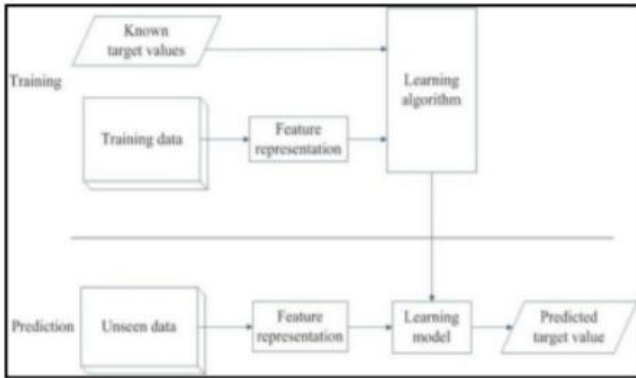 Known
target values
Training
Learning
algorithm
Training data
Feature
representation
Prediction
Unseen data
Feature
representation
Learning
model
Predicted
target value